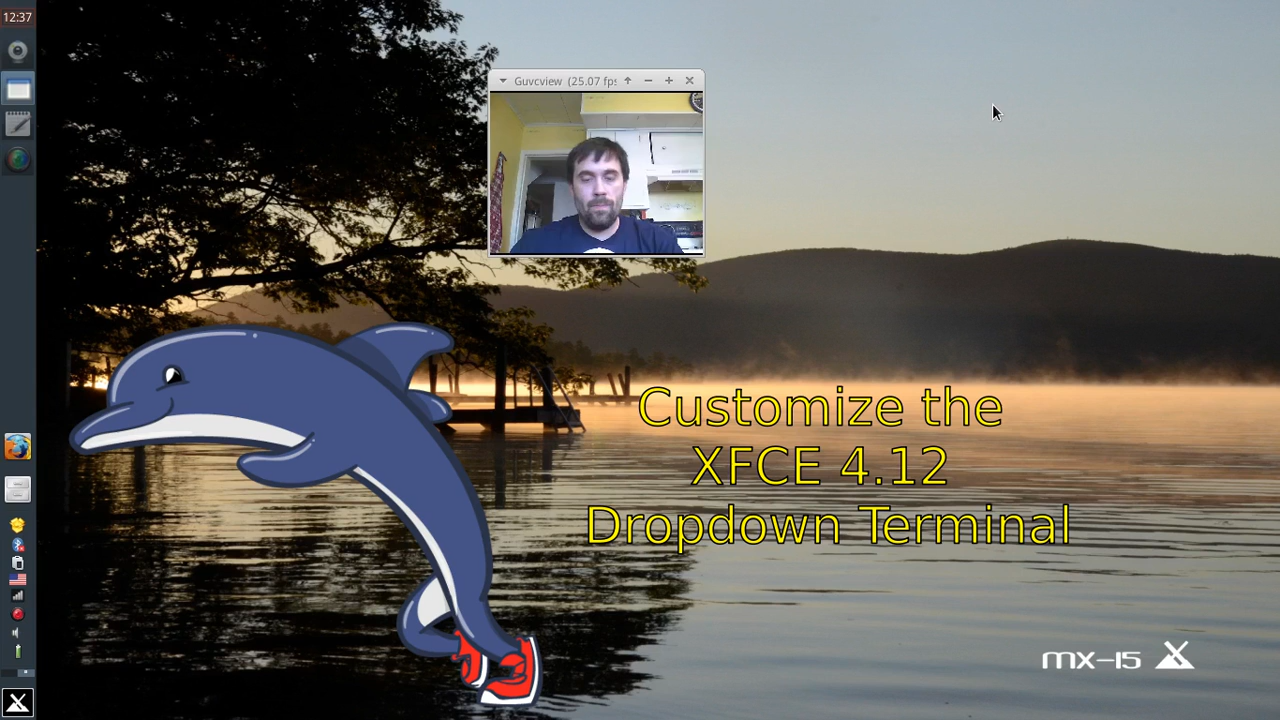 12:37
Guvcview (25.07 fps
Customize the
XFCE 4.12
Dropdown Terminal
mx-15